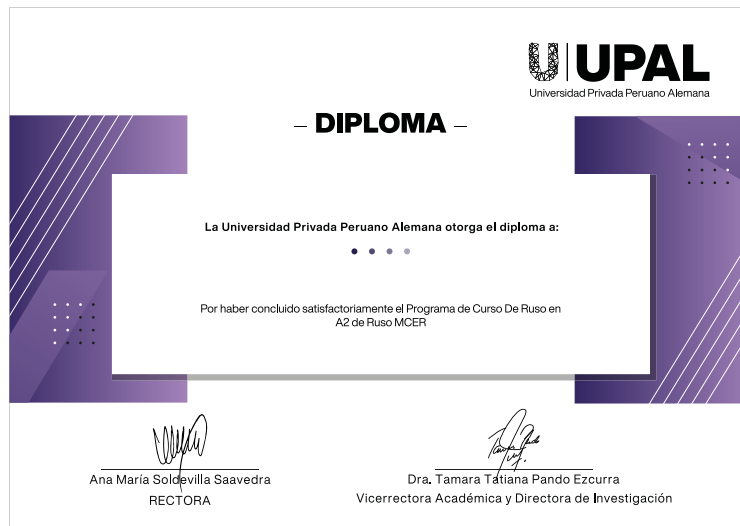 UPAL
Universidad Privada Peruano Alemana
– DIPLOMA –
La Universidad Privada Peruano Alemana otorga el diploma a:
Por haber concluido satisfactoriamente el Programa de Curso De Ruso en
A2 de Ruso MCER
Ana María Soldevilla Saavedra
RECTORA
Dra. Tamara Tatiana Pando Ezcurra
Vicerrectora Académica y Directora de Investigación